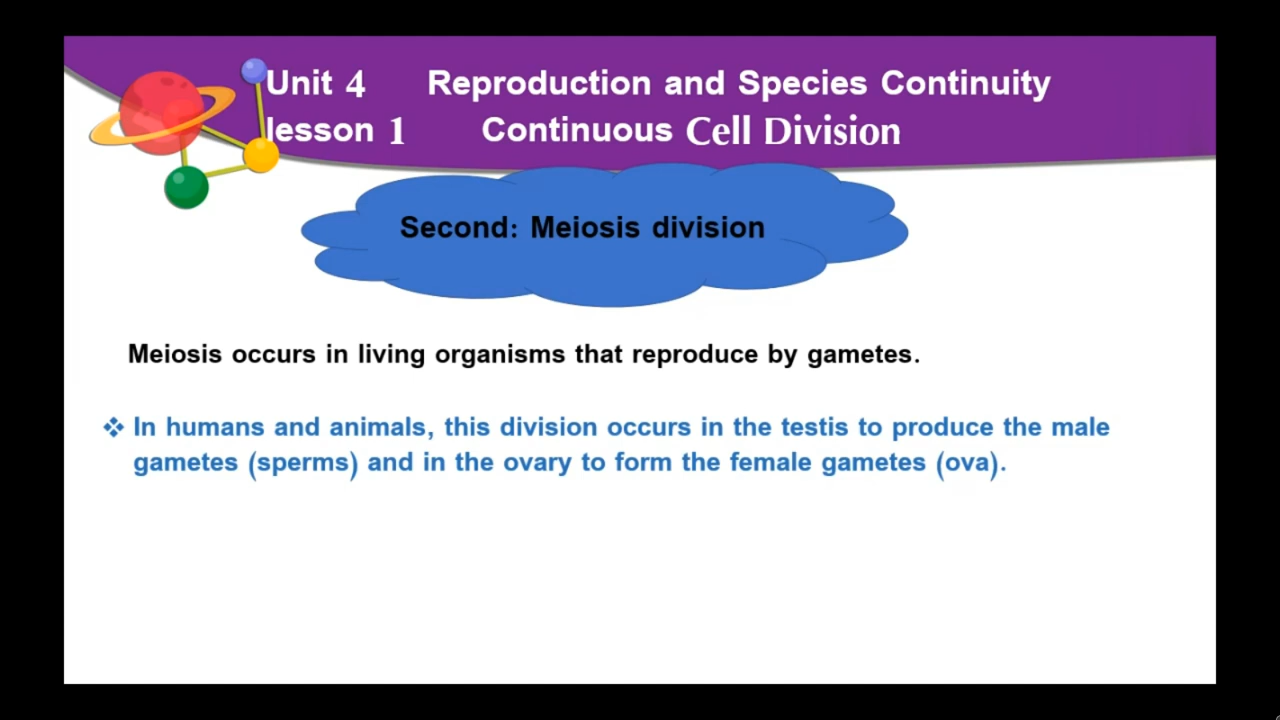 Unit 4 Reproduction and Species Continuity
lesson 1 Continuous Cell Division
Second: Meiosis division
Meiosis occurs in living organisms that reproduce by gametes.
❖ In humans and animals, this division occurs in the testis to produce the male
gametes (sperms) and in the ovary to form the female gametes (ova).